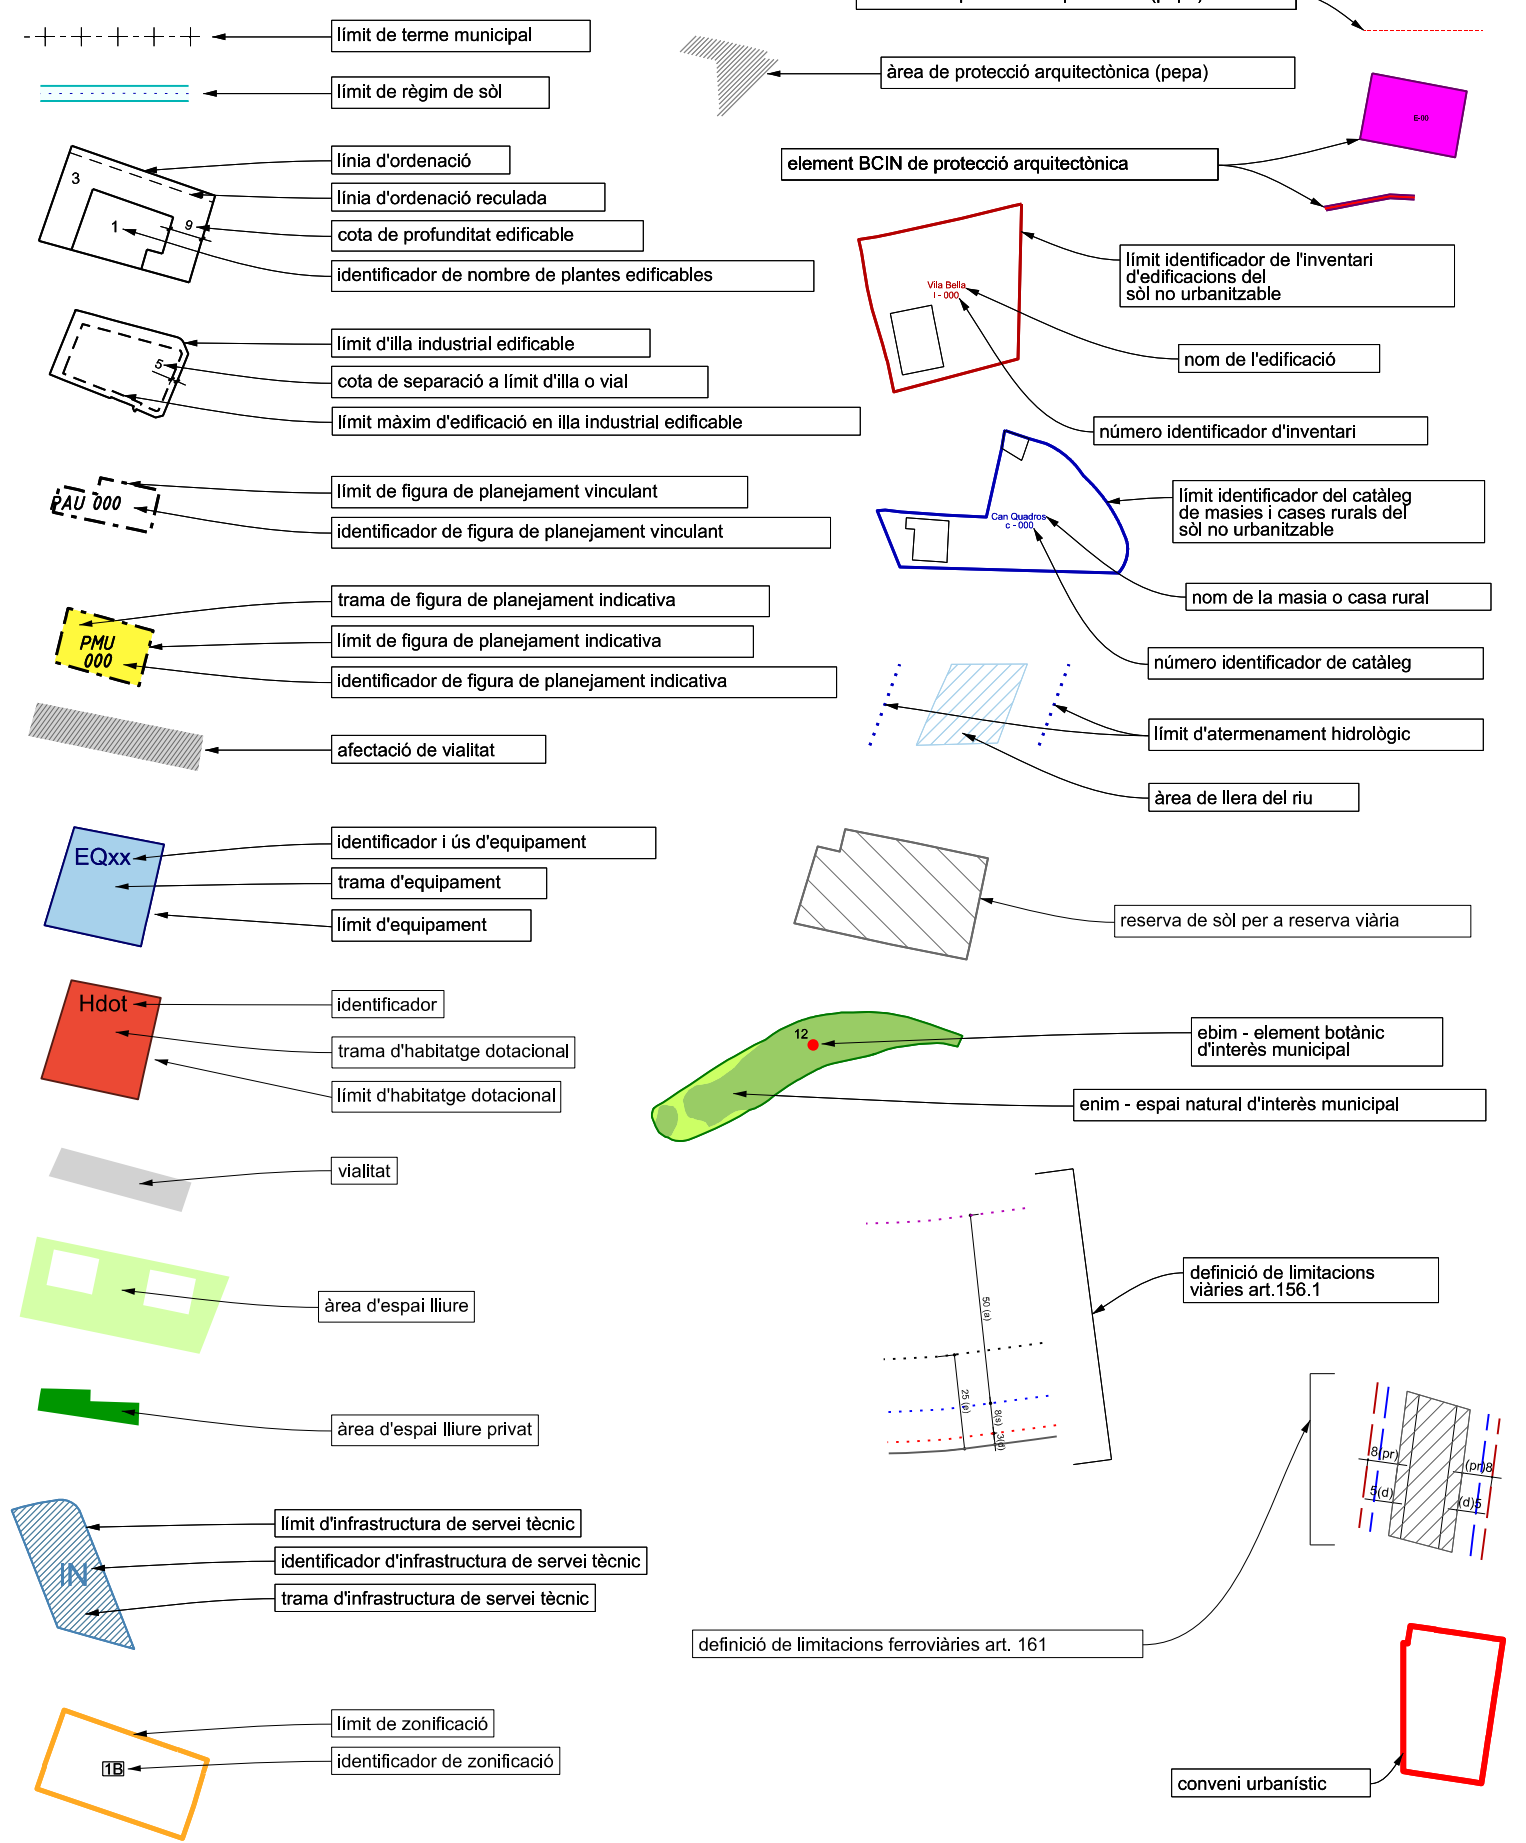 límit de terme municipal
límit de règim de sòl
3
1
9
línia d'ordenació
línia d'ordenació reculada
cota de profunditat edificable
identificador de nombre de plantes edificables
5
límit d'illa industrial edificable
cota de separació a límit d'illa o vial
límit màxim d'edificació en illa industrial edificable
PAU 000
límit de figura de planejament vinculant
identificador de figura de planejament vinculant
PMU
000
trama de figura de planejament indicativa
límit de figura de planejament indicativa
identificador de figura de planejament indicativa
afectació de vialitat
EQxx
identificador i ús d'equipament
trama d'equipament
límit d'equipament
Hdot
identificador
trama d'habitatge dotacional
límit d'habitatge dotacional
vialitat
àrea d'espai lliure
àrea d'espai lliure privat
IN
límit d'infrastructura de servei tècnic
identificador d'infrastructura de servei tècnic
trama d'infrastructura de servei tècnic
1B
límit de zonificació
identificador de zonificació
àrea de protecció arquitectònica (pepa)
E-00
element BCIN de protecció arquitectònica
Vila Bella
I - 000
límit identificador de l'inventari
d'edificacions del
sòl no urbanitzable
nom de l'edificació
número identificador d'inventari
Can Quadros
c - 000
límit identificador del catàleg
de masies i cases rurals del
sòl no urbanitzable
nom de la masia o casa rural
número identificador de catàleg
límit d'atermenament hidrològic
àrea de llera del riu
reserva de sòl per a reserva viària
12
ebim - element botànic
d'interès municipal
enim - espai natural d'interès municipal
50 (a)
25 (e)
8(s)
3(d)
definició de limitacions
viàries art.156.1
8(pr)
(pr)8
5(d)
(d)5
definició de limitacions ferroviàries art. 161
conveni urbanístic